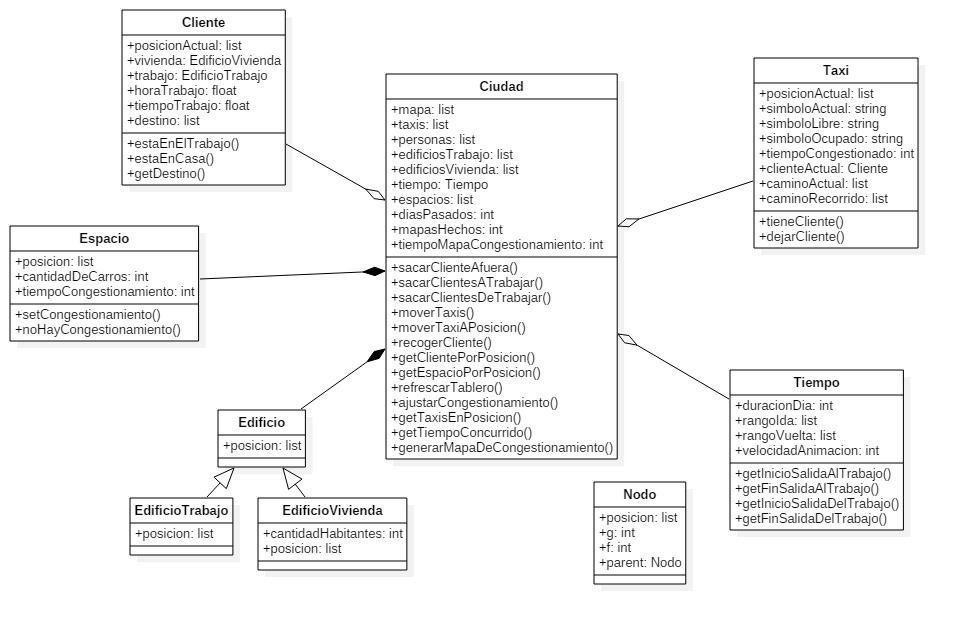 Cliente
+posicionActual: list
+vivienda: EdificioVivienda
+trabajo: EdificioTrabajo
+horaTrabajo: float
+tiempoTrabajo: float
+destino: list
+estaEnElTrabajo()
+estaEnCasa()
+getDestino()
Ciudad
+mapa: list
+taxis: list
+personas: list
+edificiosTrabajo: list
+edificiosVivienda: list
+tiempo: Tiempo
+espacios: list
+diasPasados: int
+mapasHechos: int
+tiempoMapaCongestionamiento: int
+sacarClienteAfuera()
+sacarClientesATrabajar()
+sacarClientesDeTrabajar()
+moverTaxis()
+moverTaxiAPosicion()
+recogerCliente()
+getClientePorPosicion()
+getEspacioPorPosicion()
+refrescarTablero()
+ajustarCongestionamiento()
+getTaxisEnPosicion()
+getTiempoConcurrido()
+generarMapaDeCongestionamiento()
Taxi
+posicionActual: list
+simboloActual: string
+simboloLibre: string
+simboloOcupado: string
+tiempoCongestionado: int
+clienteActual: Cliente
+caminoActual: list
+caminoRecorrido: list
+tieneCliente()
+dejarCliente()
Espacio
+posicion: list
+cantidadDeCarros: int
+tiempoCongestionamiento: int
+setCongestionamiento()
+noHayCongestionamiento()
Edificio
+posicion: list
EdificioTrabajo
+posicion: list
EdificioVivienda
+cantidadHabitantes: int
+posicion: list
Tiempo
+duracionDia: int
+rangoIda: list
+rangoVuelta: list
+velocidadAnimacion: int
+getInicioSalidaAlTrabajo()
+getFinSalidaAlTrabajo()
+getInicioSalidaDelTrabajo()
+getFinSalidaDelTrabajo()
Nodo
+posicion: list
+g: int
+f: int
+parent: Nodo